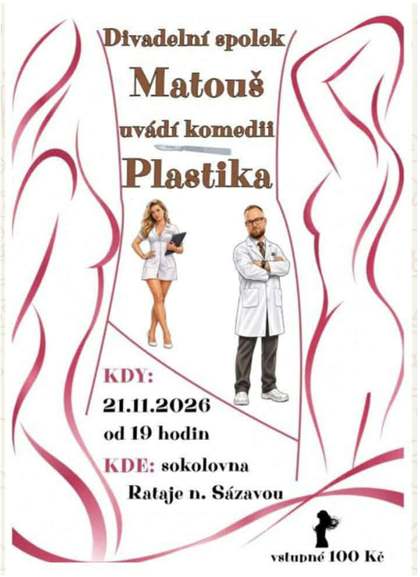 Divadelní spolek
Matouš
uvádí komedii
Plastika
KDY:
21.11.2026
od 19 hodin
KDE: sokolovna
Rataje n. Sázavou
vstupné 100 Kč